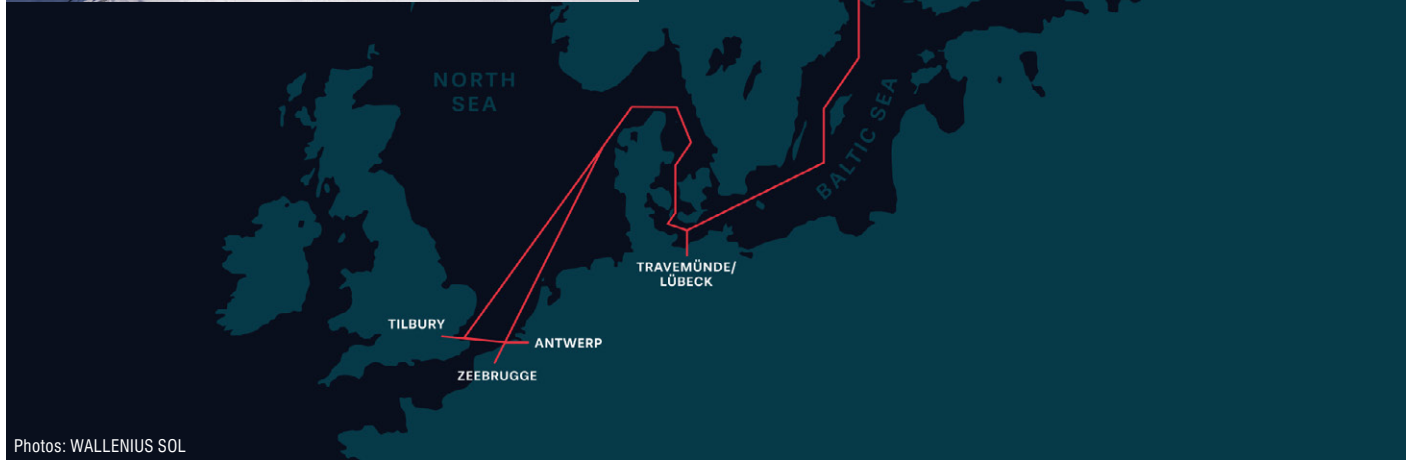 NORTH
SEA
BALTIC SEA
TRAVEMÜNDE/
LÜBECK
TILBURY
ANTWERP
ZEEBRUGGE
Photos: WALLENIUS SOL